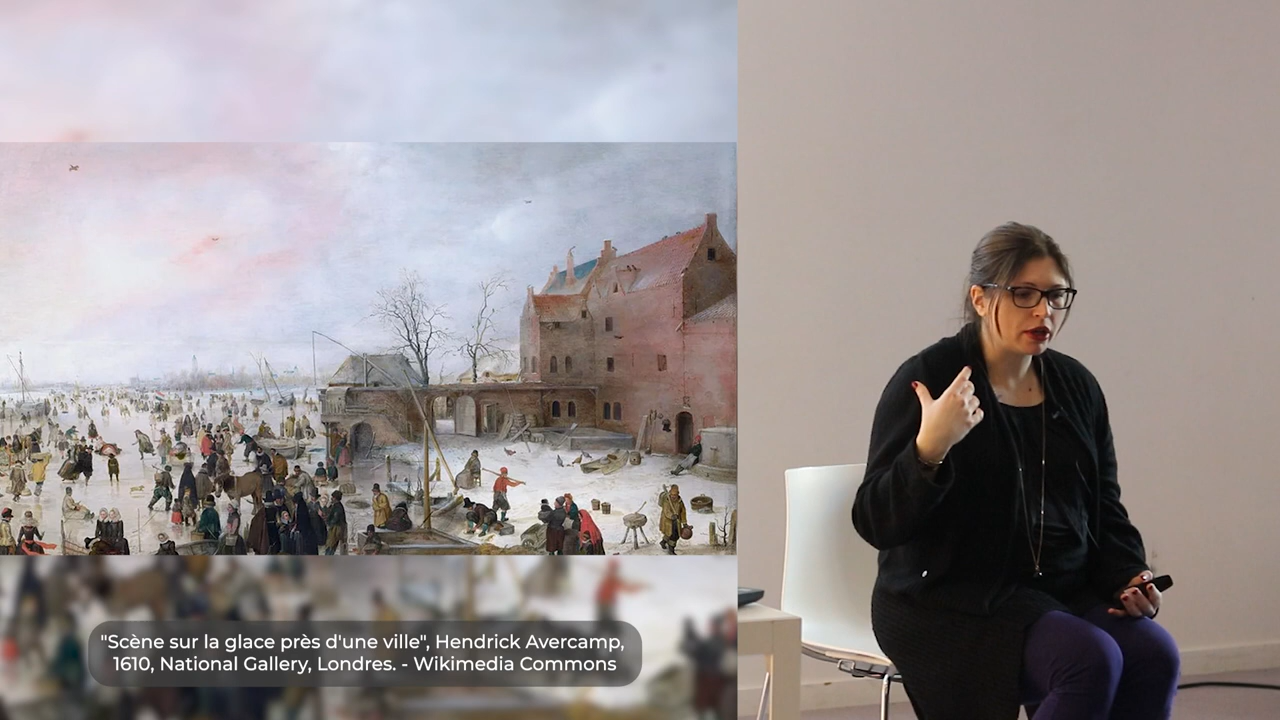 "Scène sur la glace près d'une ville", Hendrick Avercamp,
1610, National Gallery, Londres. - Wikimedia Commons